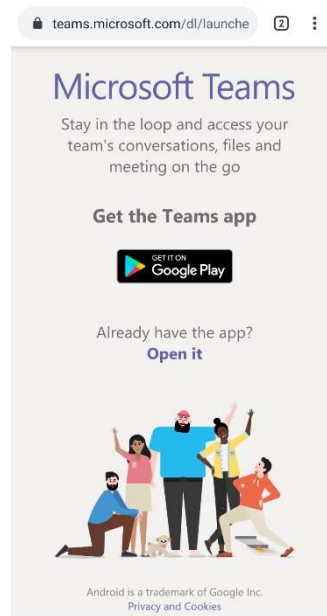 teams.microsoft.com/dl/launche
2
Microsoft Teams
Stay in the loop and access your
team's conversations, files and
meeting on the go
Get the Teams app
GET IT ON
Google Play
Already have the app?
Open it
Android is a trademark of Google Inc.
Privacy and Cookies